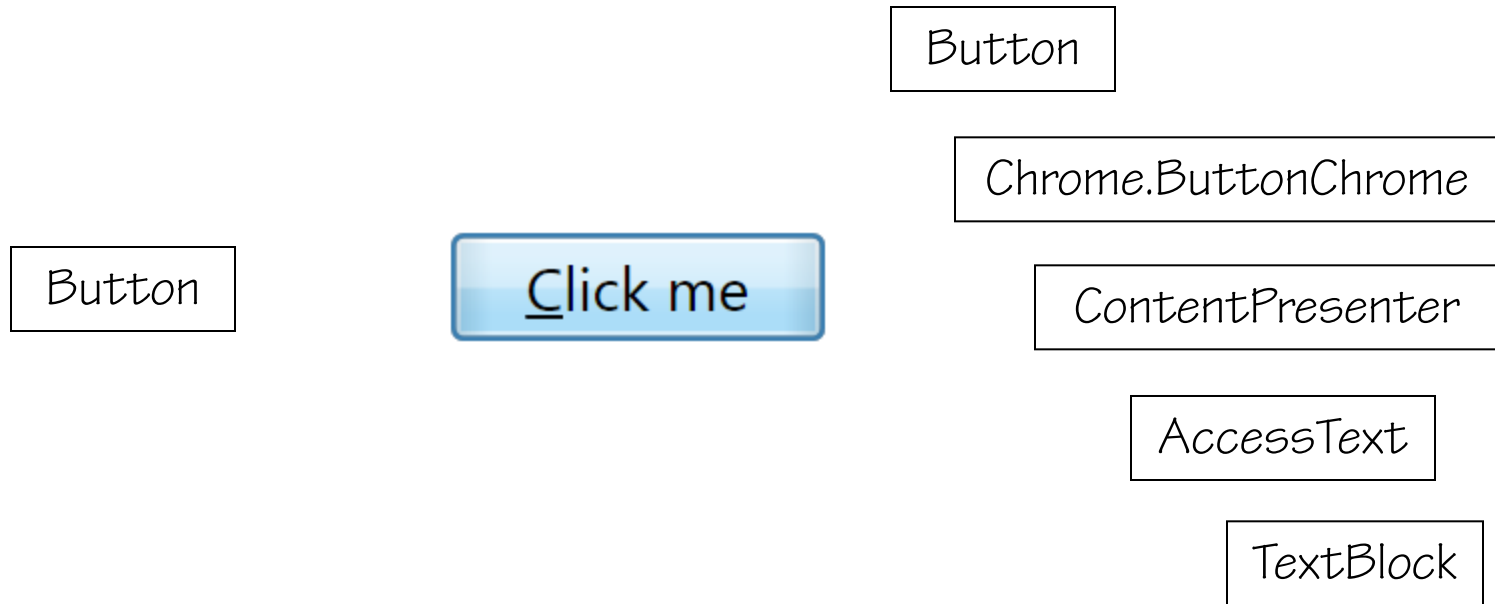 Button
Click me
Button
Chrome.ButtonChrome
ContentPresenter
AccessText
TextBlock